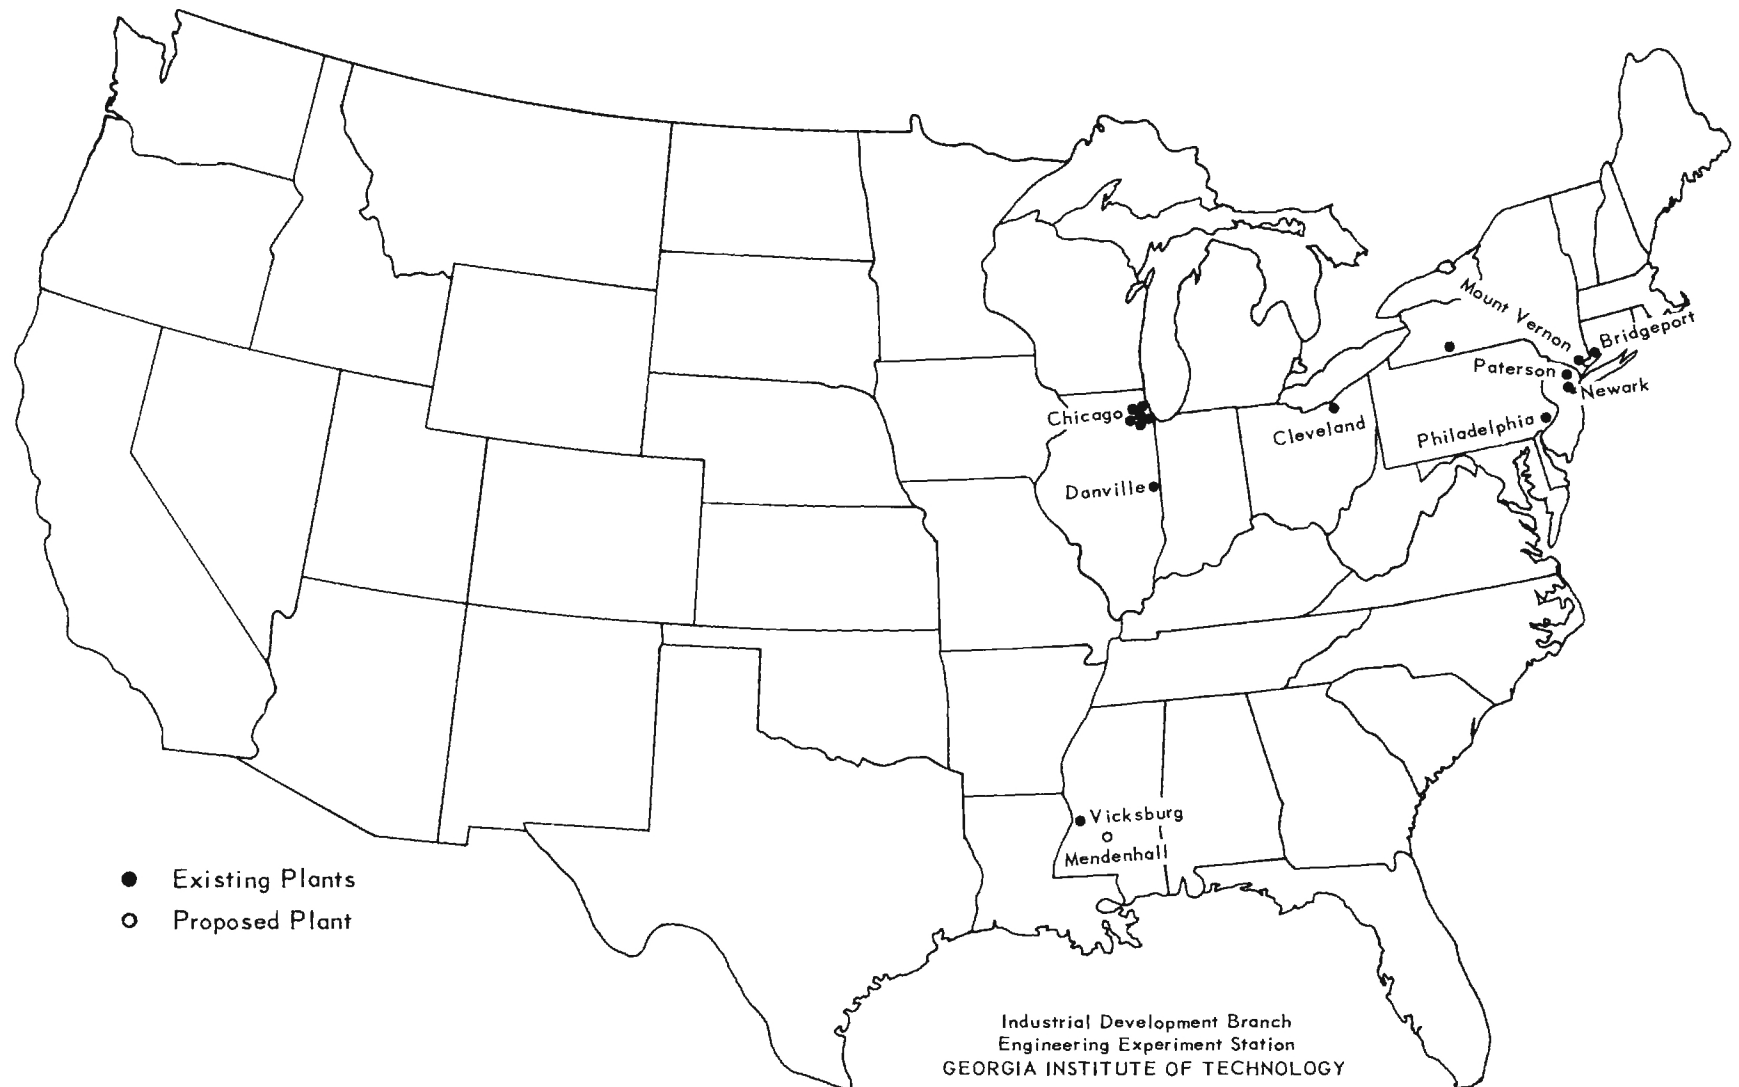 Mount Vernon
Bridgeport
Paterson
Newark
Chicago
Cleveland
Philadelphia
Danville
Vicksburg
Mendenhall
Existing Plants
Proposed Plant
Industrial Development Branch
Engineering Experiment Station
GEORGIA INSTITUTE OF TECHNOLOGY